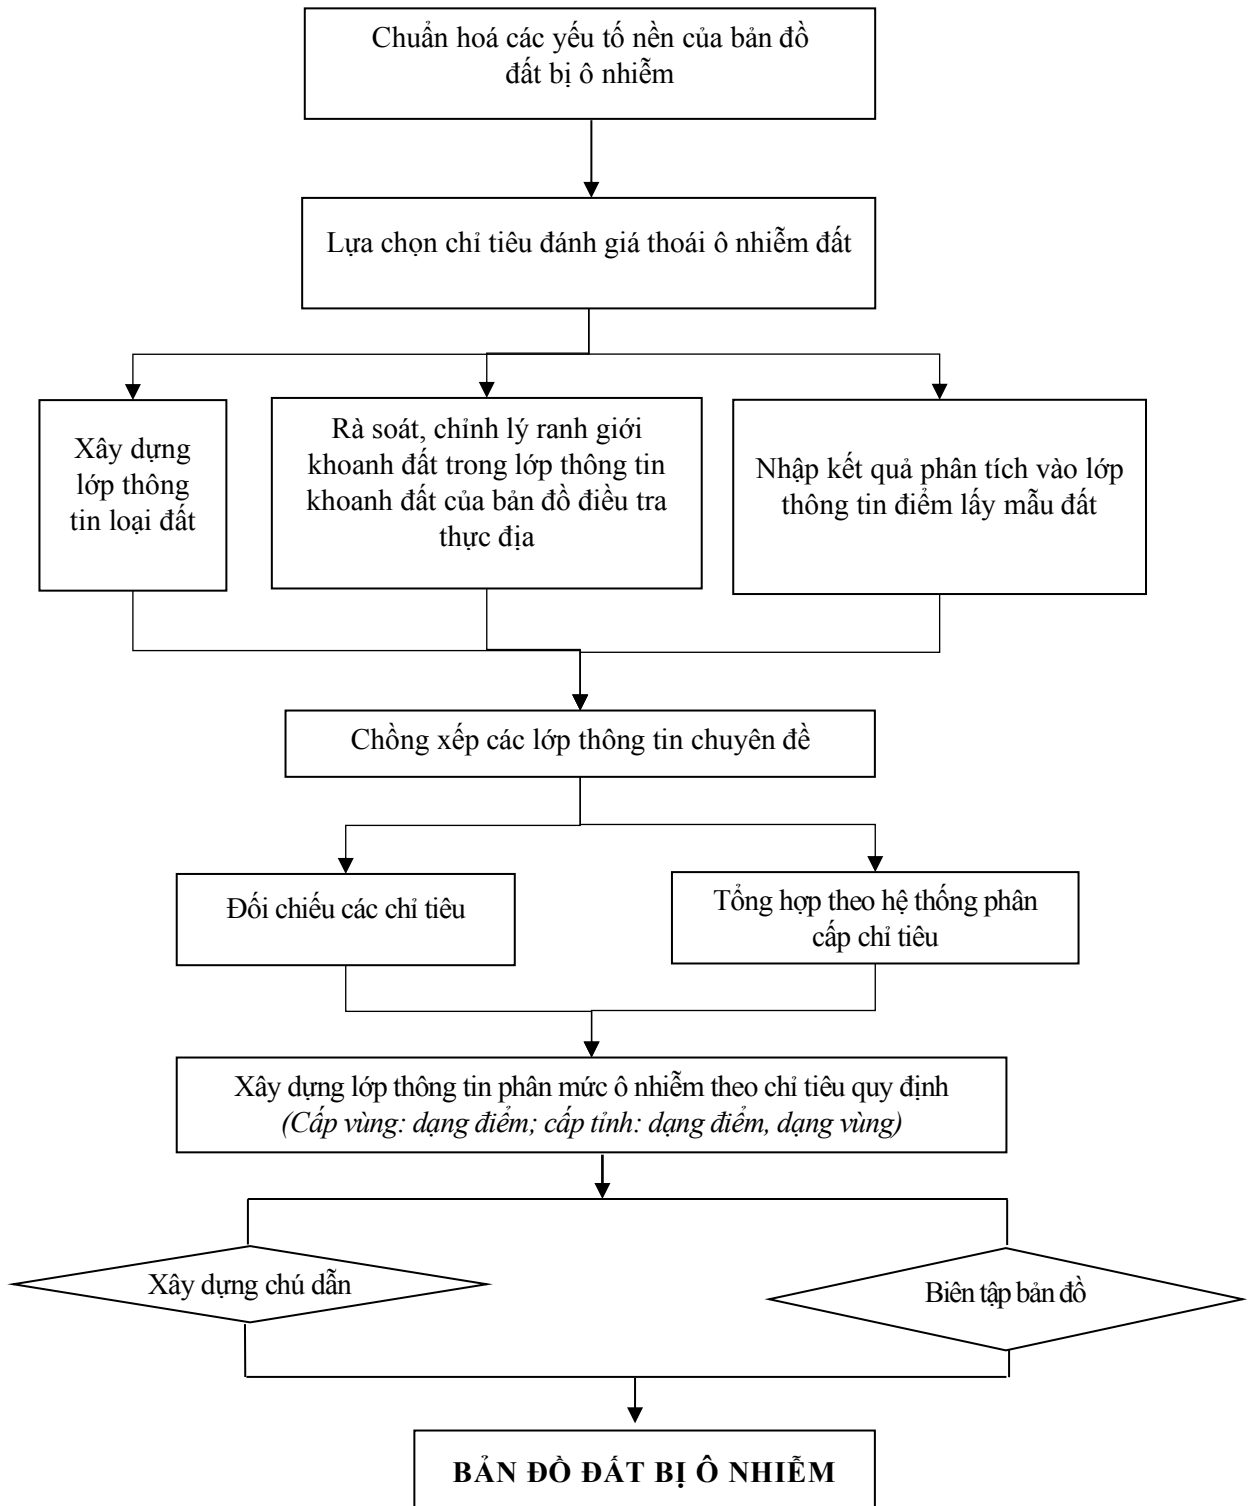 Chuẩn hoá các yếu tố nền của bản đồ
đất bị ô nhiễm
Lựa chọn chỉ tiêu đánh giá thoái ô nhiễm đất
Xây dựng
lớp thông
tin loại đất
Rà soát, chỉnh lý ranh giới
khoanh đất trong lớp thông tin
khoanh đất của bản đồ điều tra
thực địa
Nhập kết quả phân tích vào lớp
thông tin điểm lấy mẫu đất
Chồng xếp các lớp thông tin chuyên đề
Đối chiếu các chỉ tiêu
Tổng hợp theo hệ thống phân
cấp chỉ tiêu
Xây dựng lớp thông tin phân mức ô nhiễm theo chỉ tiêu quy định
(Cấp vùng: dạng điểm; cấp tỉnh: dạng điểm, dạng vùng)
Xây dựng chú dẫn
Biên tập bản đồ
BẢN ĐỒ ĐẤT BỊ Ô NHIỄM